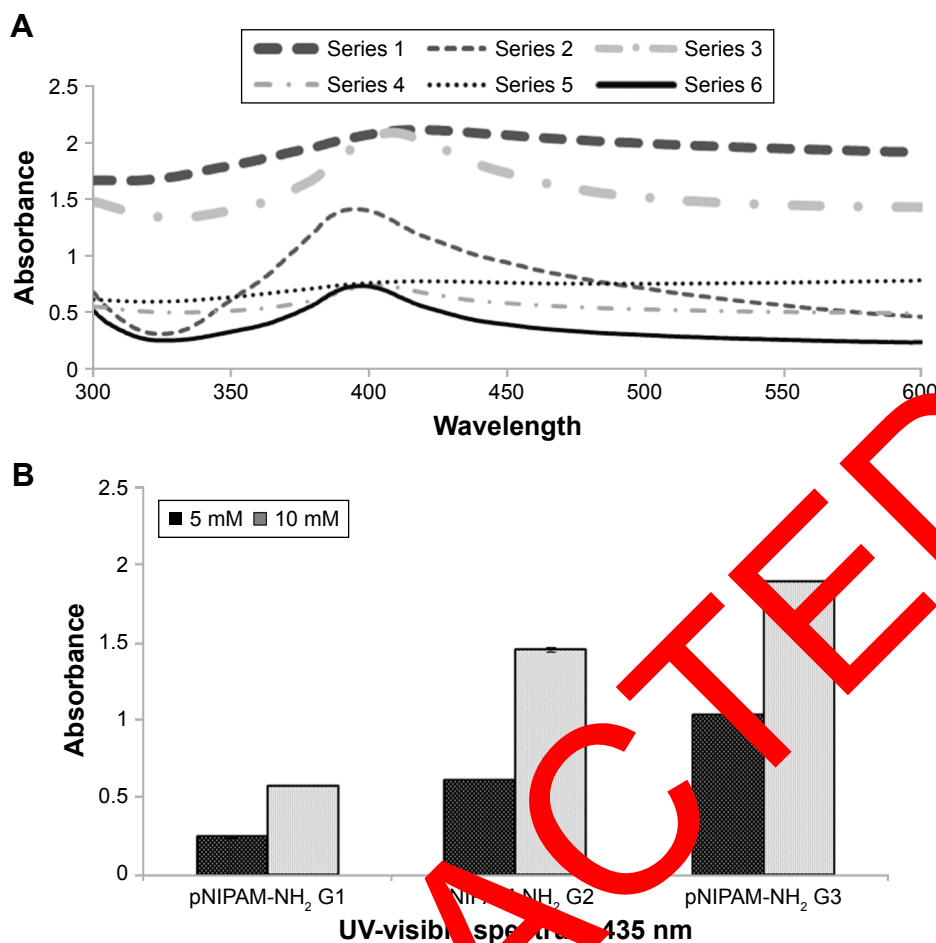 A
Series 1 Series 2 Series 3
Series 4 Series 5 Series 6
2.5
2
1.5
1
0.5
0
Absorbance
300 350 400 450 500 550 600
Wavelength
B
2.5
2
1.5
1
0.5
0
Absorbance
5 mM 10 mM
pNIPAM-NH2 G1 G2 pNIPAM-NH2 G3
UV-visible 435 nm
ACTED